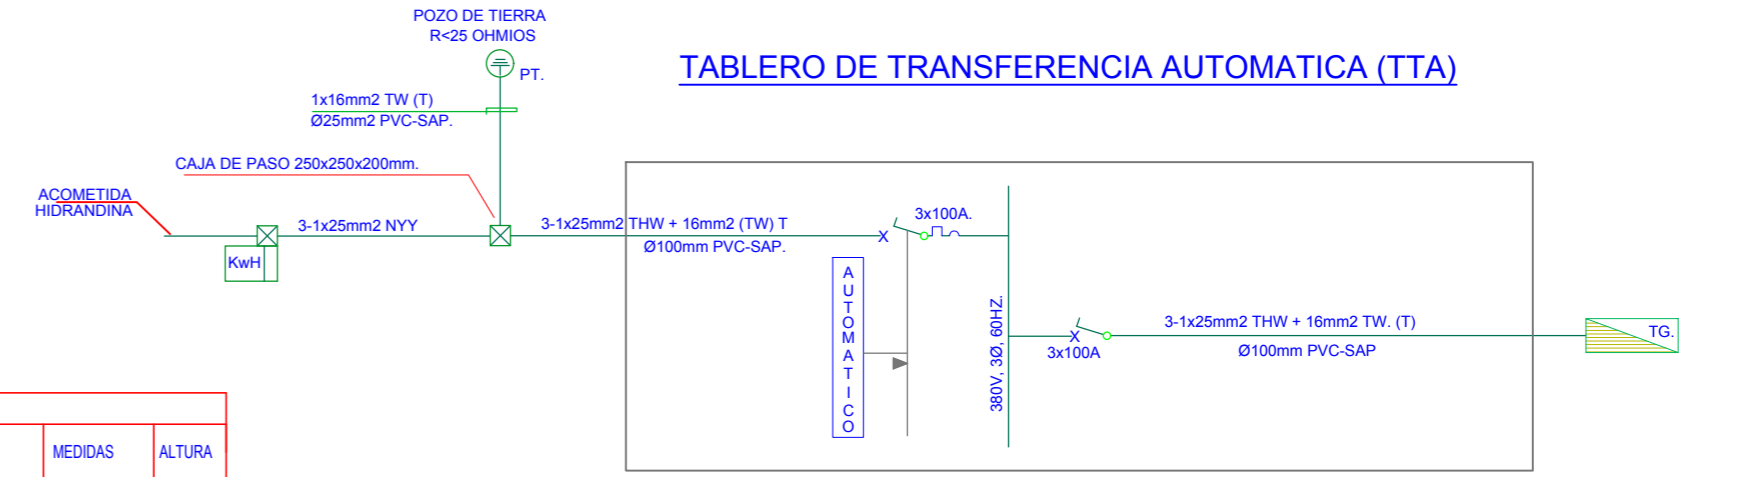 POZO DE TIERRA
R<25 OHMIOS
PT.
TABLERO DE TRANSFERENCIA AUTOMATICA (TTA)
1x16mm2 TW (T)
Ø25mm2 PVC-SAP.
CAJA DE PASO 250x250x200mm.
ACOMETIDA
HIDRANDINA
KwH
3-1x25mm2 NYY
3-1x25mm2 THW + 16mm2 (TW) T
Ø100mm PVC-SAP.
X
3x100A.
AUTOMATICO
380V, 3Ø, 60HZ.
X
3x100A
3-1x25mm2 THW + 16mm2 TW. (T)
Ø100mm PVC-SAP
TG.
MEDIDAS
ALTURA